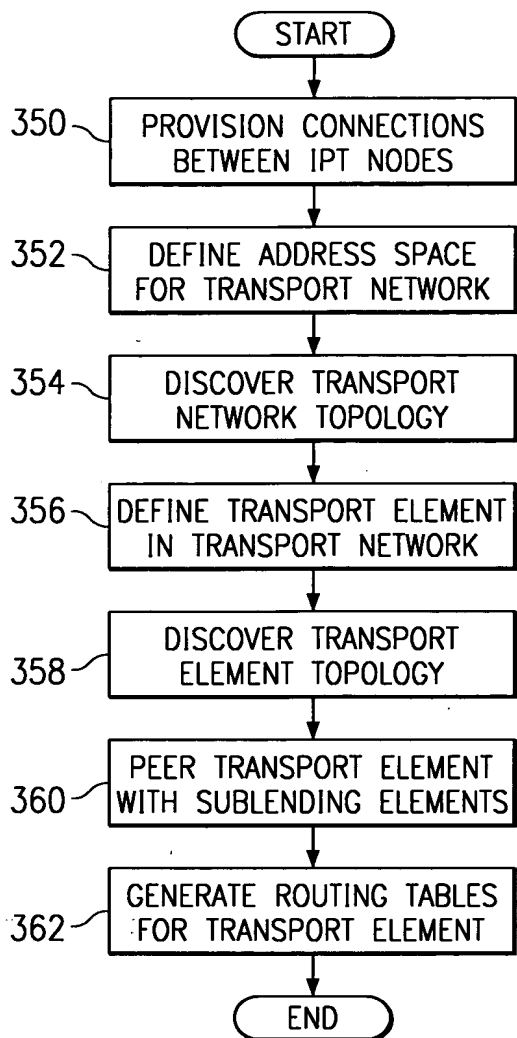 START
350
PROVISION CONNECTIONS
BETWEEN IPT NODES
352
DEFINE ADDRESS SPACE
FOR TRANSPORT NETWORK
354
DISCOVER TRANSPORT
NETWORK TOPOLOGY
356
DEFINE TRANSPORT ELEMENT
IN TRANSPORT NETWORK
358
DISCOVER TRANSPORT
ELEMENT TOPOLOGY
360
PEER TRANSPORT ELEMENT
WITH SUBLENDING ELEMENTS
362
GENERATE ROUTING TABLES
FOR TRANSPORT ELEMENT
END